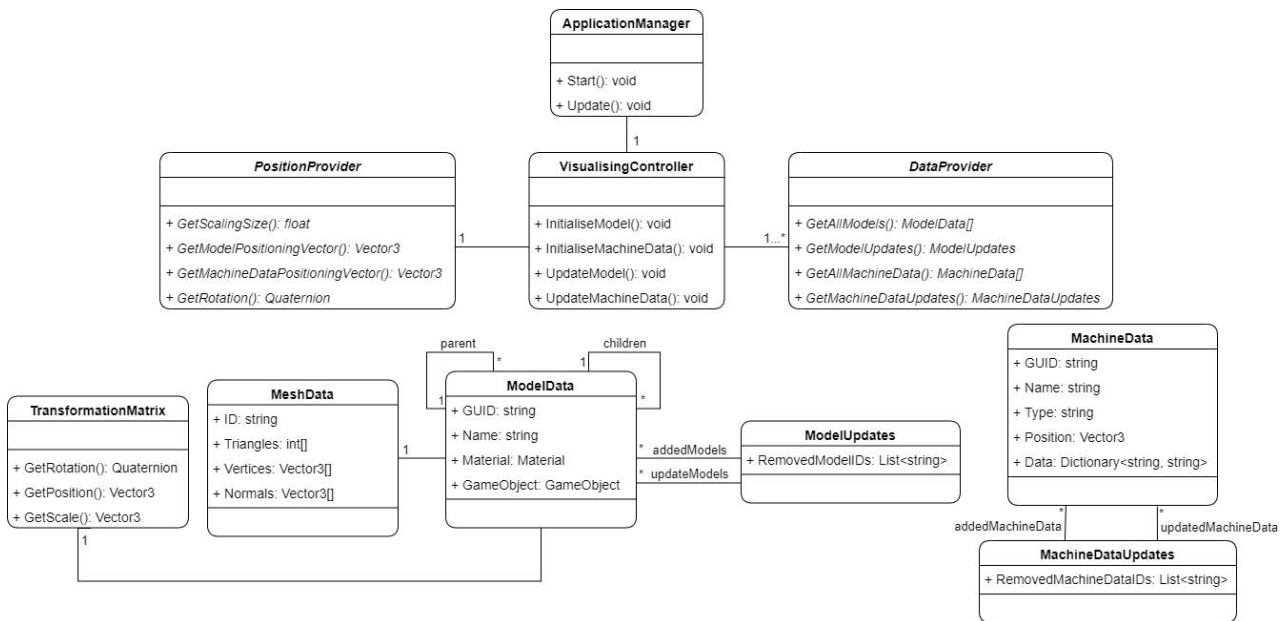 ApplicationManager
+ Start(): void
+ Update(): void
1
PositionProvider
+ GetScalingSize(): float
+ GetModelPositioningVector(): Vector3
+ GetMachineDataPositioningVector(): Vector3
+ GetRotation(): Quaternion
1
VisualisingController
+ InitialiseModel(): void
+ InitialiseMachineData(): void
+ UpdateModel(): void
+ UpdateMachineData(): void
1...*
DataProvider
+ GetAllModels(): ModelData[]
+ GetModelUpdates(): ModelUpdates
+ GetAllMachineData(): MachineData[]
+ GetMachineDataUpdates(): MachineDataUpdates
TransformationMatrix
+ GetRotation(): Quaternion
+ GetPosition(): Vector3
+ GetScale(): Vector3
1
MeshData
+ ID: string
+ Triangles: int[]
+ Vertices: Vector3[]
+ Normals: Vector3[]
1
parent
*
1
children
1
*
ModelData
+ GUID: string
+ Name: string
+ Material: Material
+ GameObject: GameObject
* addedModels
* updateModels
ModelUpdates
+ RemovedModelIDs: List<string>
MachineData
+ GUID: string
+ Name: string
+ Type: string
+ Position: Vector3
+ Data: Dictionary<string, string>
*
addedMachineData
*
updatedMachineData
MachineDataUpdates
+ RemovedMachineDataIDs: List<string>